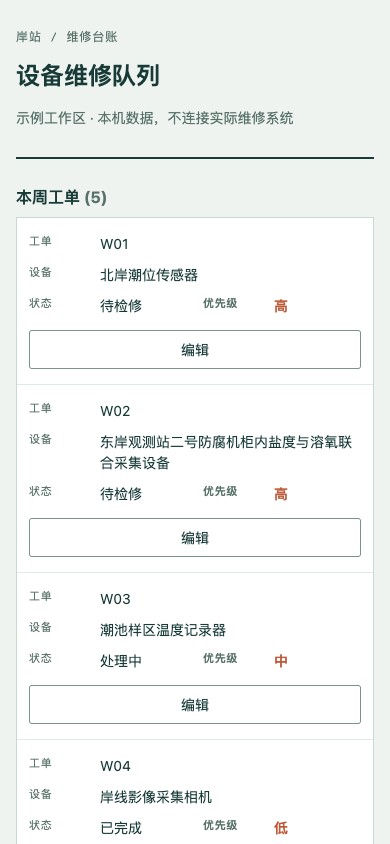 岸站 / 维修台账
设备维修队列
示例工作区 · 本机数据，不连接实际维修系统
本周工单 (5)
工单 W01
设备 北岸潮位传感器
状态 待检修 优先级 高
编辑
工单 W02
设备 东岸观测站二号防腐机柜内盐度与溶氧联
合采集设备
状态 待检修 优先级 高
编辑
工单 W03
设备 潮池样区温度记录器
状态 处理中 优先级 中
编辑
工单 W04
设备 岸线影像采集相机
状态 已完成 优先级 低